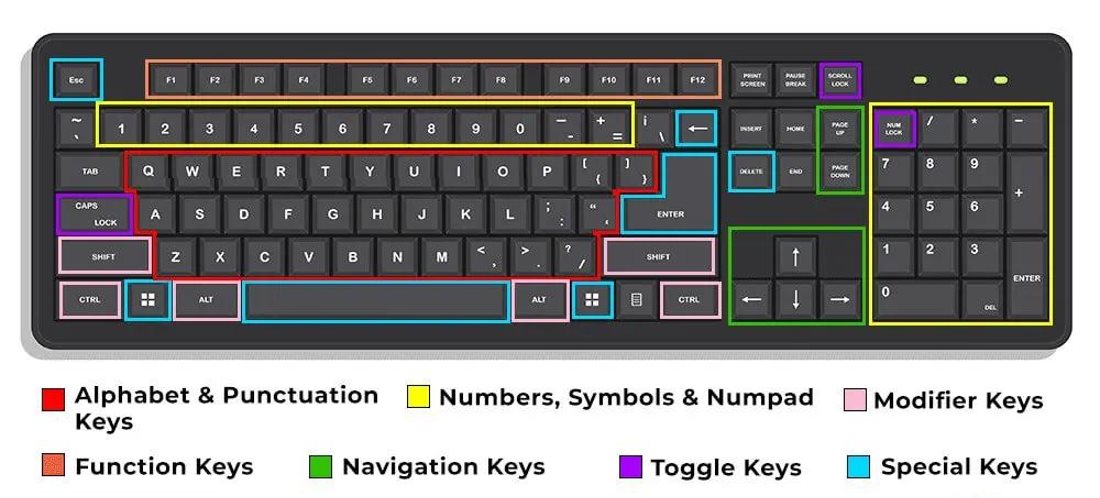 Esc F1 F2 F3 F4 F5 F6 F7 F8 F9 F10 F11 F12 PRINT SCREEN PAUSE BREAK SCROLL LOCK
~ ` 1 2 3 4 5 6 7 8 9 0 — - + = ¡ \ ← INSERT HOME PAGE UP NUM LOCK / * −
TAB Q W E R T Y U I O P [ { ] } DELETE END PAGE DOWN 7 8 9 +
CAPS LOCK A S D F G H J K L ; : “ ‘ ENTER 4 5 6
SHIFT Z X C V B N M < , > . ? / SHIFT ↑ 1 2 3 ENTER
CTRL ALT ALT CTRL ← ↓ → 0 DEL
Alphabet & Punctuation
Keys
Numbers, Symbols & Numpad
Modifier Keys
Function Keys
Navigation Keys
Toggle Keys
Special Keys